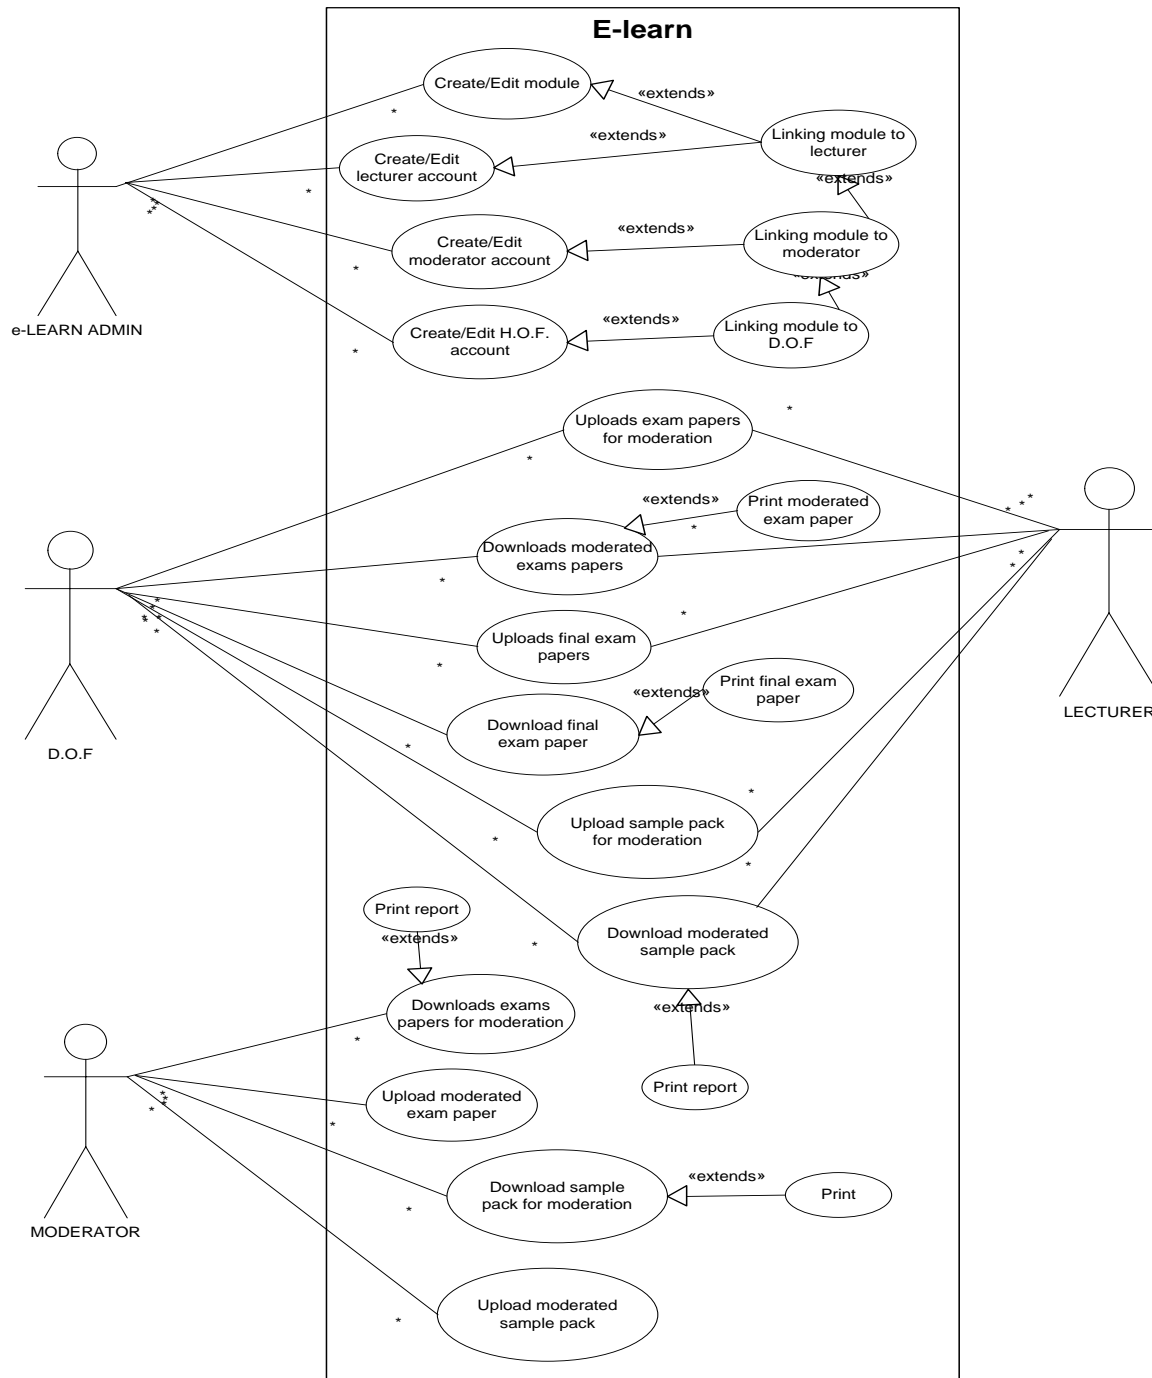 E-learn
Create/Edit module
«extends»
«extends»
Linking module to
lecturer
Create/Edit
lecturer account
«extends»
*
*
Create/Edit
moderator account
«extends»
Linking module to
moderator
«extends»
*
****
e-LEARN ADMIN
Create/Edit H.O.F.
account
«extends»
Linking module to
D.O.F
*
*
Uploads exam papers
for moderation
*
«extends»
Print moderated
exam paper
*
***
Downloads moderated
exams papers
*
**
*
******
Uploads final exam
papers
*
Print final exam
paper
«extends»
LECTURER
Download final
exam paper
D.O.F
*
*
Upload sample pack
for moderation
*
*
Print report
«extends»
*
Download moderated
sample pack
«extends»
Downloads exams
papers for moderation
*
Print report
Upload moderated
exam paper
****
*
Download sample
pack for moderation
«extends»
Print
*
MODERATOR
Upload moderated
sample pack
*